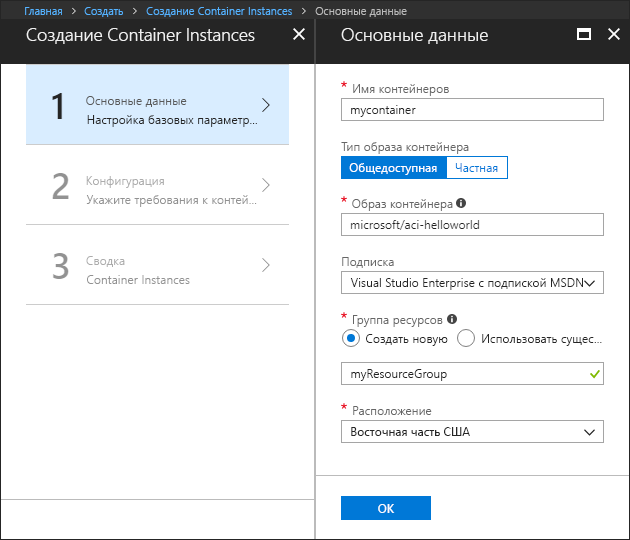 Главная > Создать > Создание Container Instances > Основные данные
Создание Container Instances
1
Основные данные
Настройка базовых параметр...
2
Конфигурация
Укажите требования к контей...
3
Сводка
Container Instances
Основные данные
* Имя контейнеров
mycontainer
Тип образа контейнера
Общедоступная Частная
* Образ контейнера
microsoft/aci-helloworld
Подписка
Visual Studio Enterprise с подпиской MSDN
* Группа ресурсов
Создать новую Использовать сущес...
myResourceGroup
* Расположение
Восточная часть США
ОК